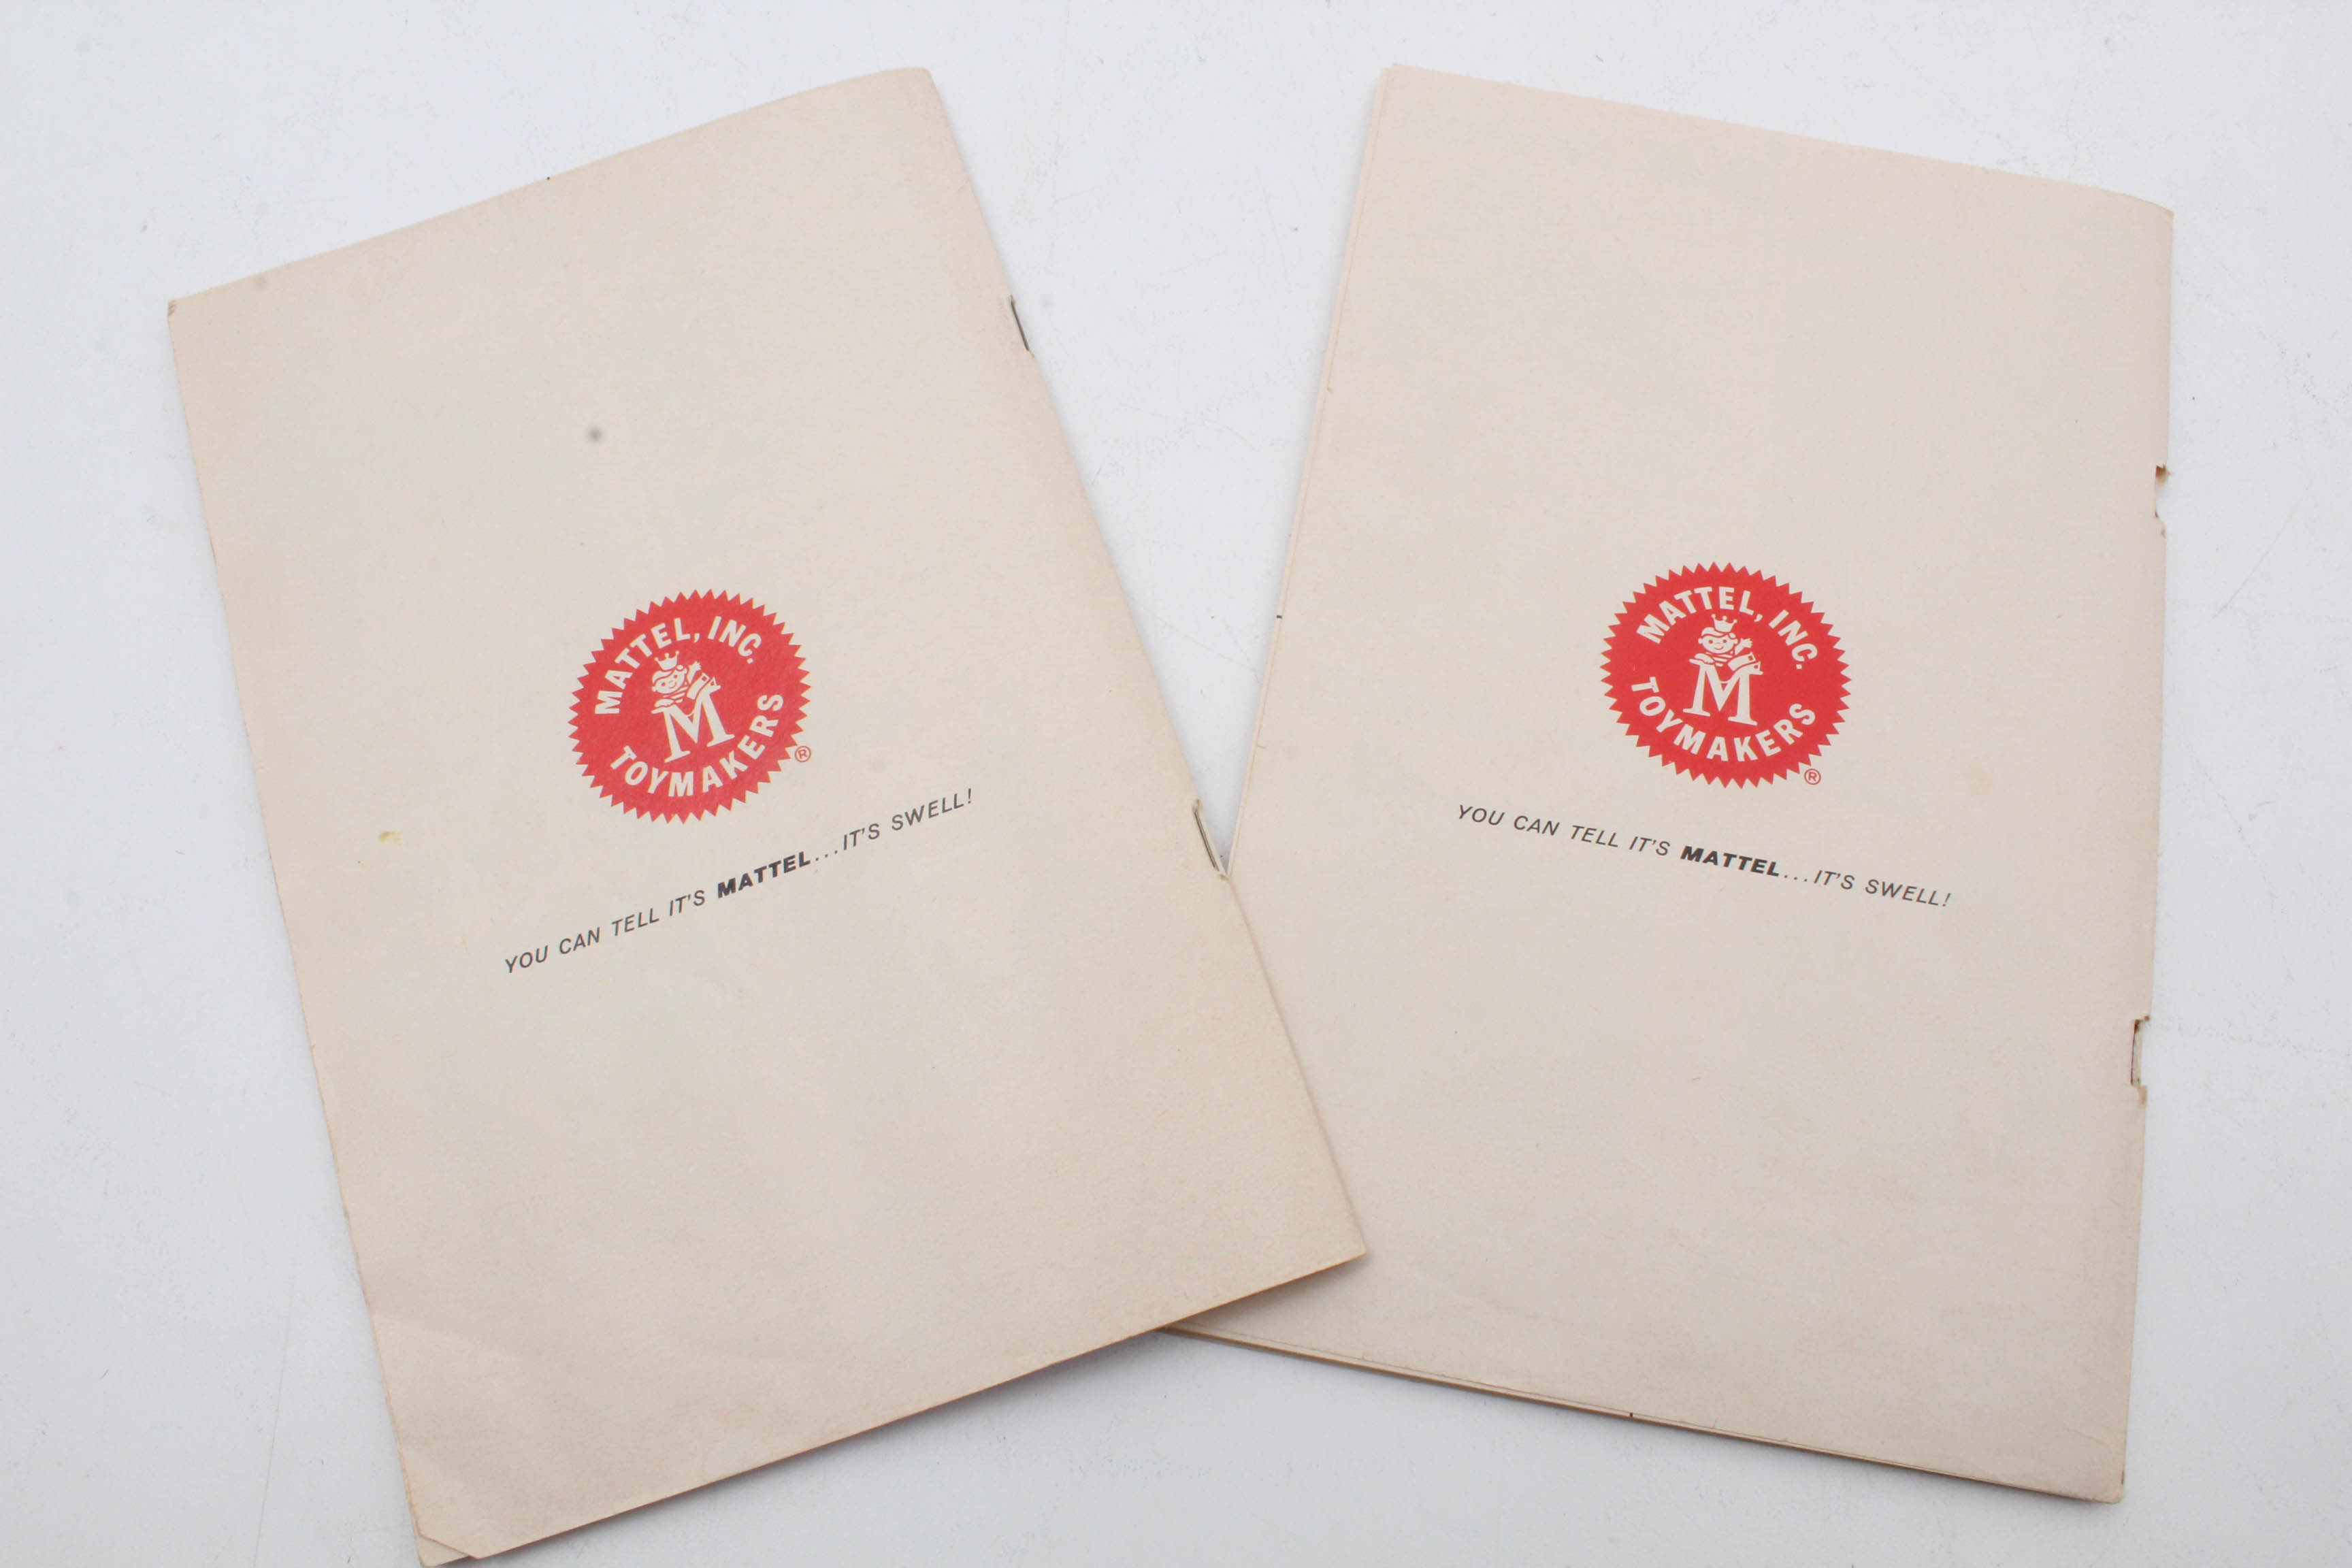 MATTEL, INC.
M
TOYMAKERS
®
YOU CAN TELL IT'S MATTEL...IT'S SWELL!
MATTEL, INC.
M
TOYMAKERS
®
YOU CAN TELL IT'S MATTEL...IT'S SWELL!